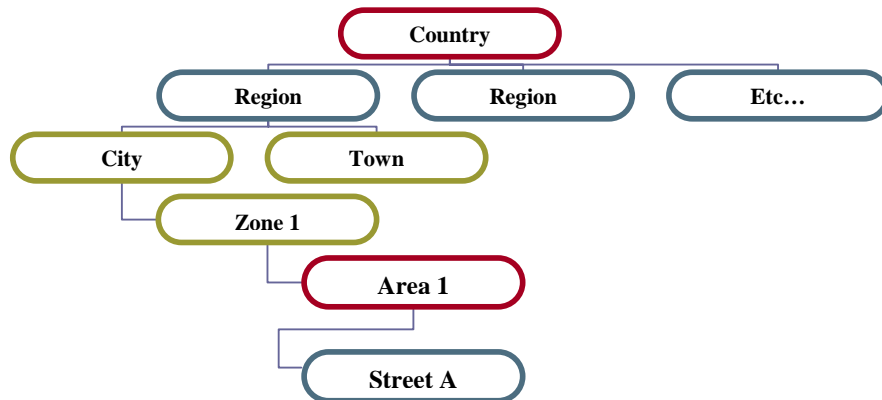 Country
Region
Region
Etc…
City
Town
Zone 1
Area 1
Street A